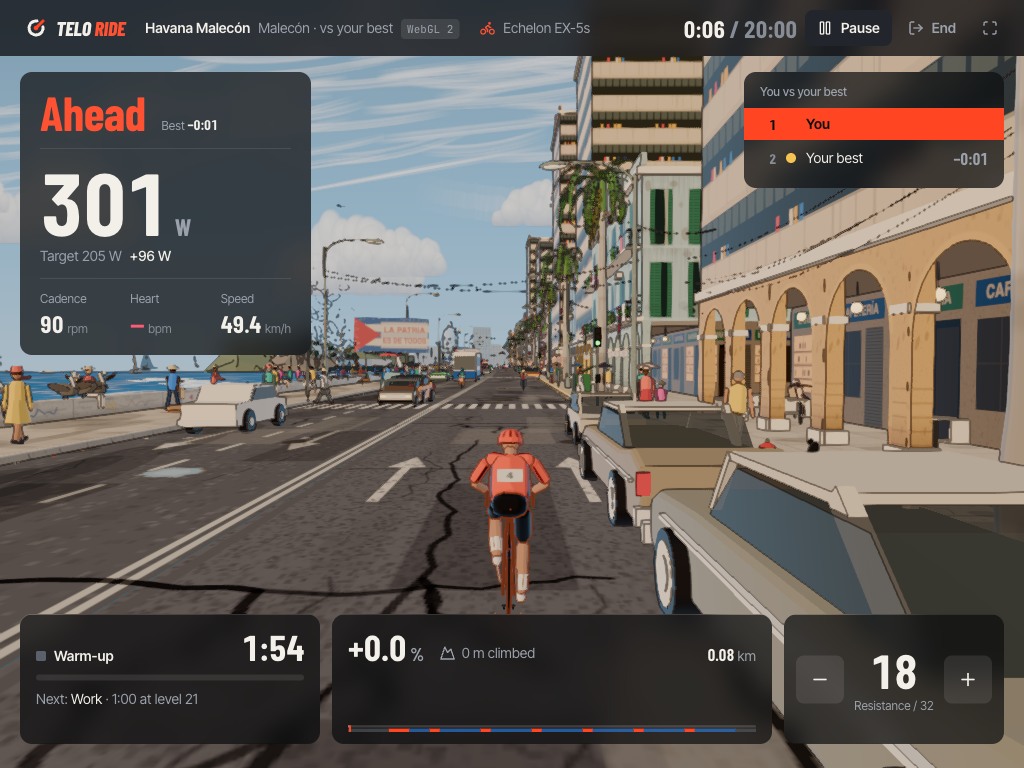 TELO RIDE
Havana Malecón Malecón · vs your best WebGL 2
Echelon EX-5s
0:06 / 20:00
Pause
End
Ahead Best −0:01
301 W
Target 205 W +96 W
Cadence Heart Speed
90 rpm — bpm 49.4 km/h
You vs your best
1 You
2 Your best −0:01
LA PATRIA
ES DE TODOS
CAF
4
Warm-up 1:54
Next: Work · 1:00 at level 21
+0.0 % 0 m climbed 0.08 km
− 18 +
Resistance / 32